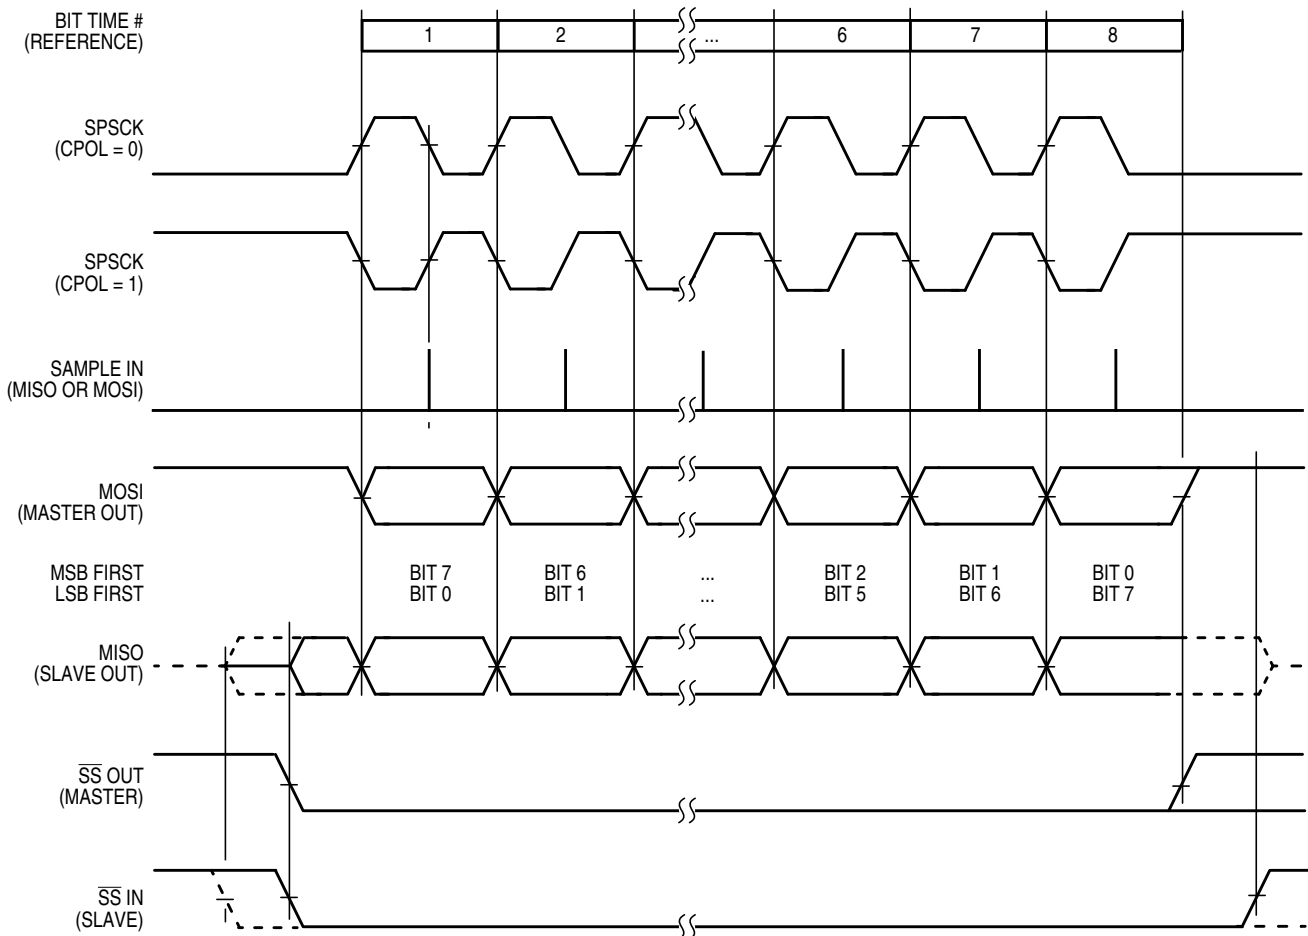 BIT TIME #
(REFERENCE)
1 2 ... 6 7 8
SPSCK
(CPOL = 0)
SPSCK
(CPOL = 1)
SAMPLE IN
(MISO OR MOSI)
MOSI
(MASTER OUT)
MSB FIRST BIT 7 BIT 6 ... BIT 2 BIT 1 BIT 0
LSB FIRST BIT 0 BIT 1 ... BIT 5 BIT 6 BIT 7
MISO
(SLAVE OUT)
S̅S̅ OUT
(MASTER)
S̅S̅ IN
(SLAVE)